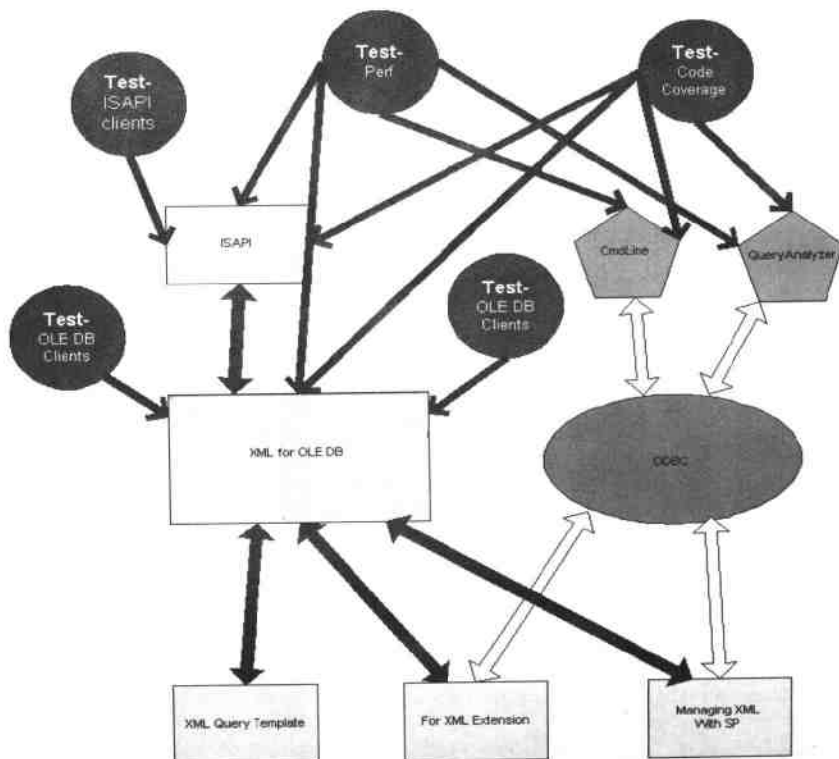 Test-
Perf
Test-
Code
Coverage
Test-
ISAPI
clients
ISAPI
CmdLine
QueryAnalyzer
Test-
OLE DB
Clients
Test-
OLE DB
Clients
XML for OLE DB
ODBC
XML Query Template
For XML Extension
Managing XML
With SP